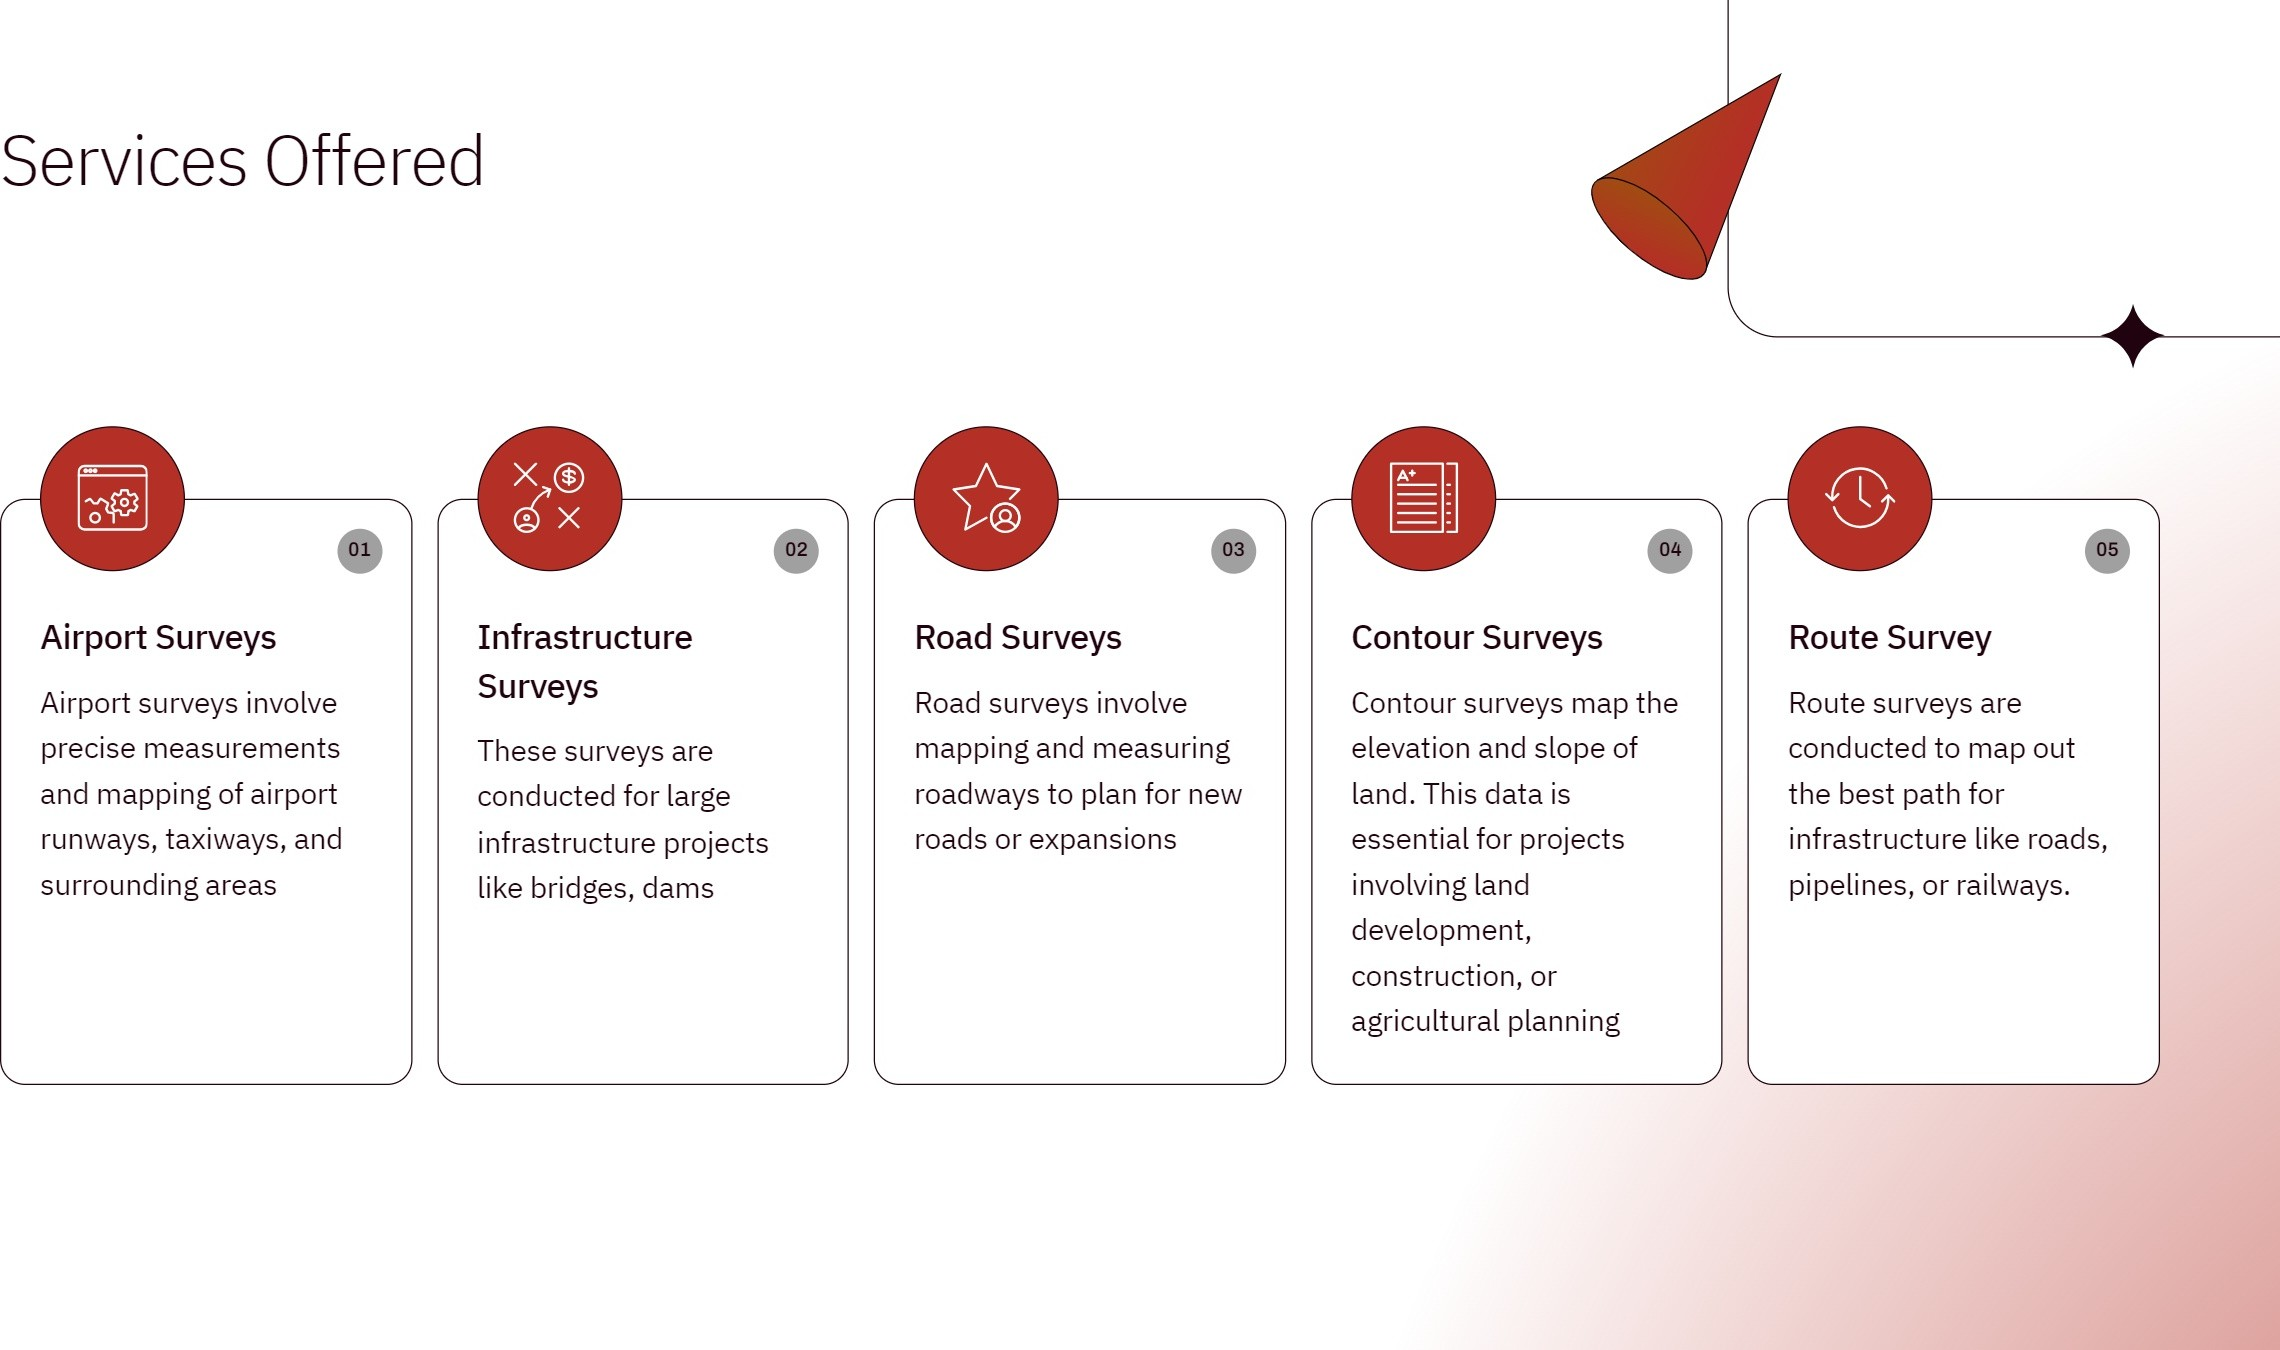 Services Offered
01
Airport Surveys
Airport surveys involve
precise measurements
and mapping of airport
runways, taxiways, and
surrounding areas
02
Infrastructure
Surveys
These surveys are
conducted for large
infrastructure projects
like bridges, dams
03
Road Surveys
Road surveys involve
mapping and measuring
roadways to plan for new
roads or expansions
A+
04
Contour Surveys
Contour surveys map the
elevation and slope of
land. This data is
essential for projects
involving land
development,
construction, or
agricultural planning
05
Route Survey
Route surveys are
conducted to map out
the best path for
infrastructure like roads,
pipelines, or railways.